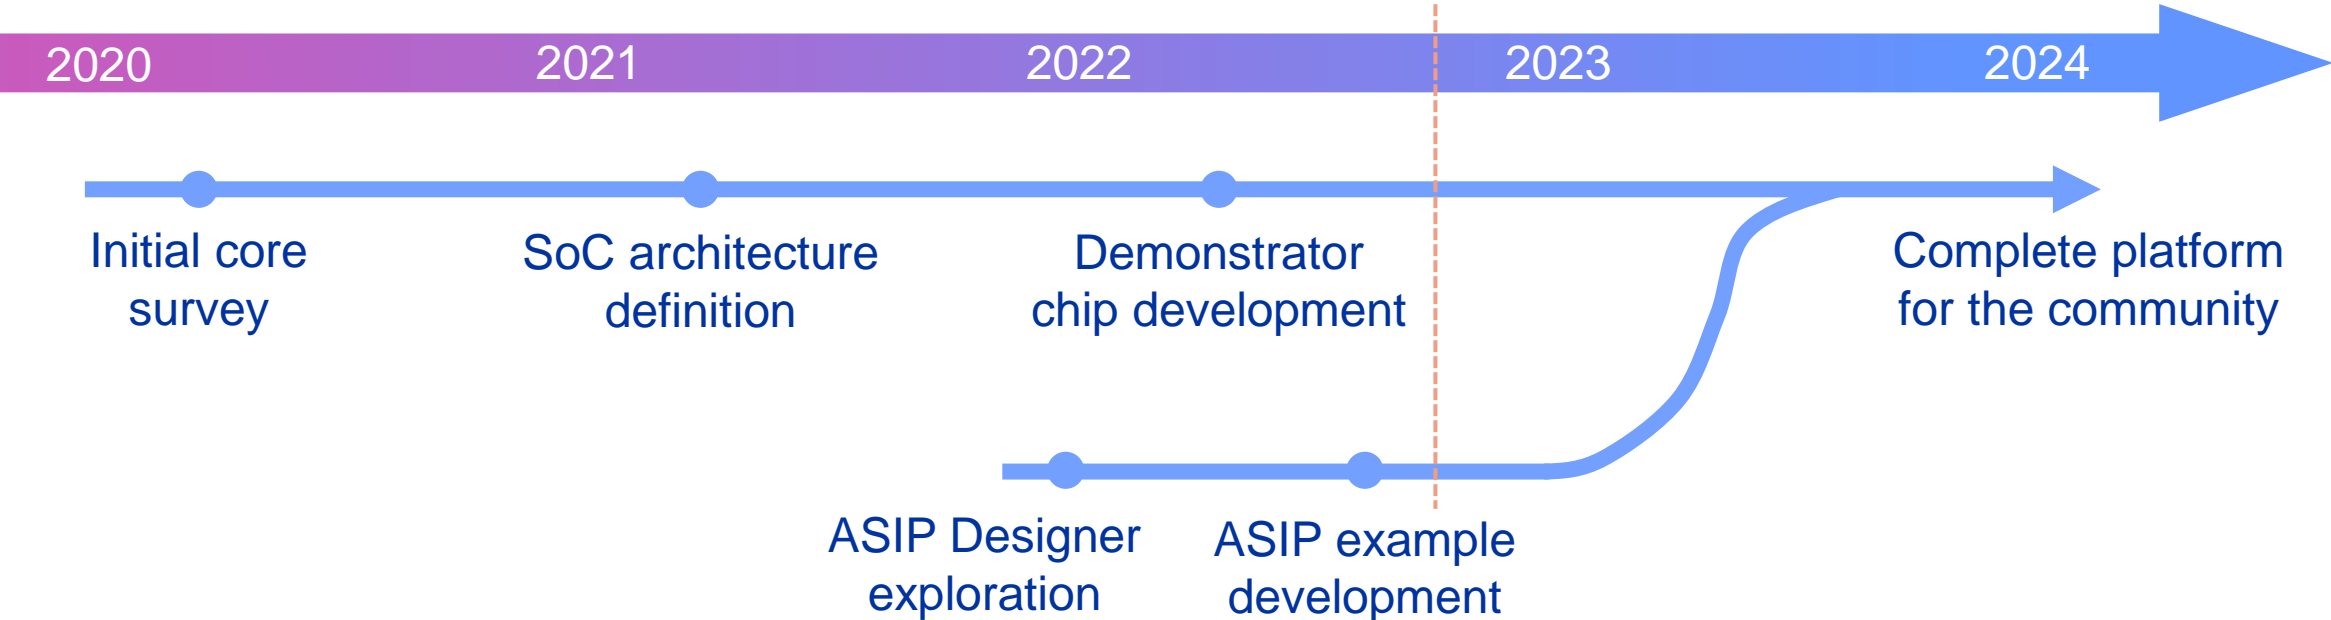 2020
2021
2022
2023
2024
Initial core
survey
SoC architecture
definition
Demonstrator
chip development
Complete platform
for the community
ASIP Designer
exploration
ASIP example
development